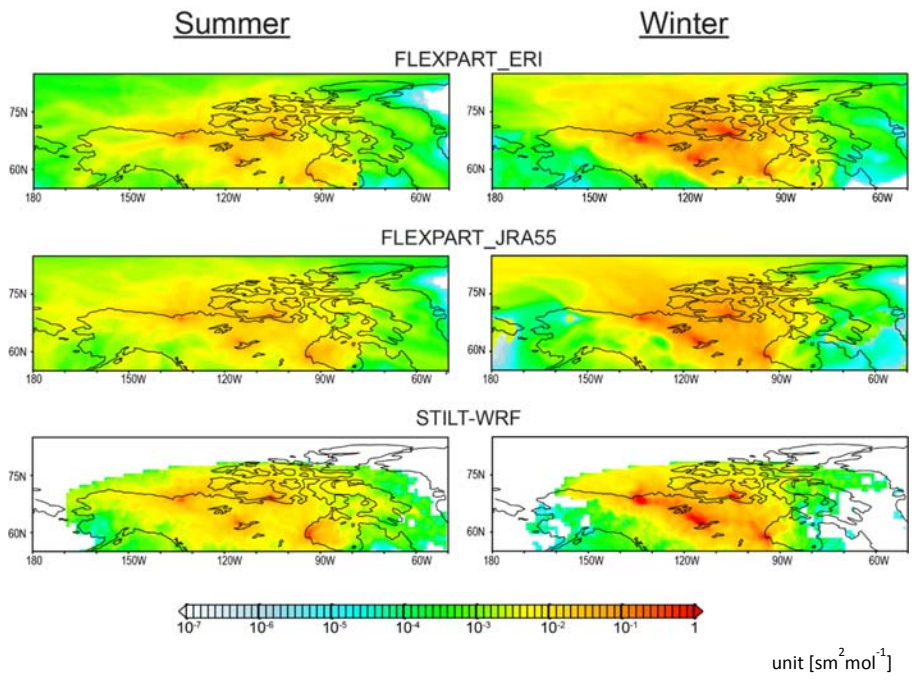 Summer Winter
FLEXPART_ERI
75N 75N
60N 60N
180 150W 120W 90W 60W 180 150W 120W 90W 60W
FLEXPART_JRA55
75N 75N
60N 60N
180 150W 120W 90W 60W 180 150W 120W 90W 60W
STILT-WRF
75N 75N
60N 60N
180 150W 120W 90W 60W 180 150W 120W 90W 60W
10⁻⁷ 10⁻⁶ 10⁻⁵ 10⁻⁴ 10⁻³ 10⁻² 10⁻¹ 1
unit [sm²mol⁻¹]